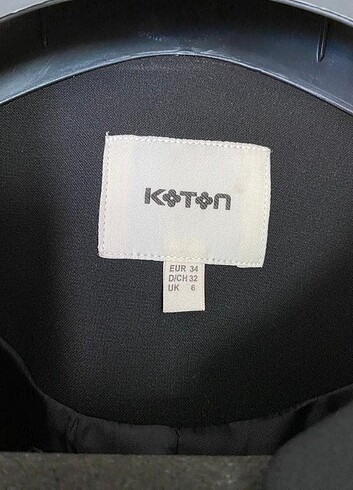 KOTON
EUR 34
D/CH 32
UK 6